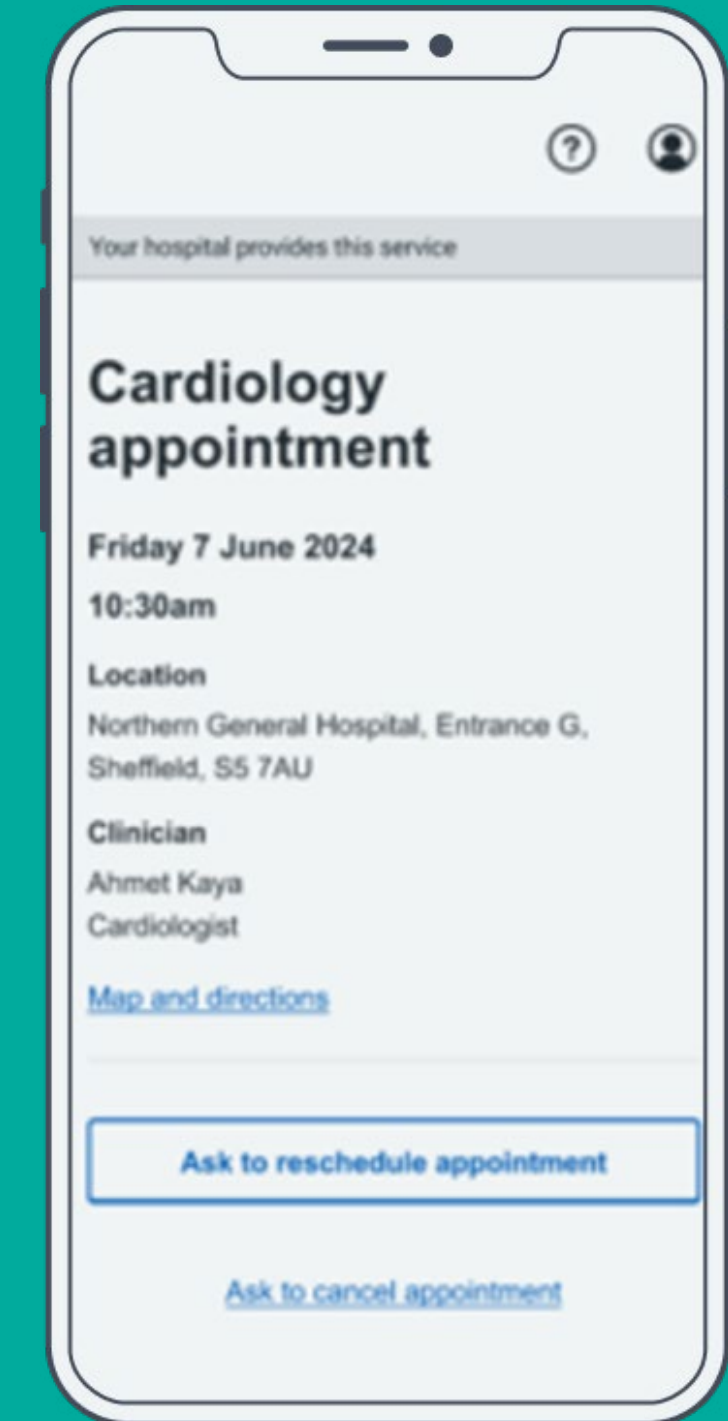 ?
Your hospital provides this service
Cardiology
appointment
Friday 7 June 2024
10:30am
Location
Northern General Hospital, Entrance G,
Sheffield, S5 7AU
Clinician
Ahmet Kaya
Cardiologist
Map and directions
Ask to reschedule appointment
Ask to cancel appointment